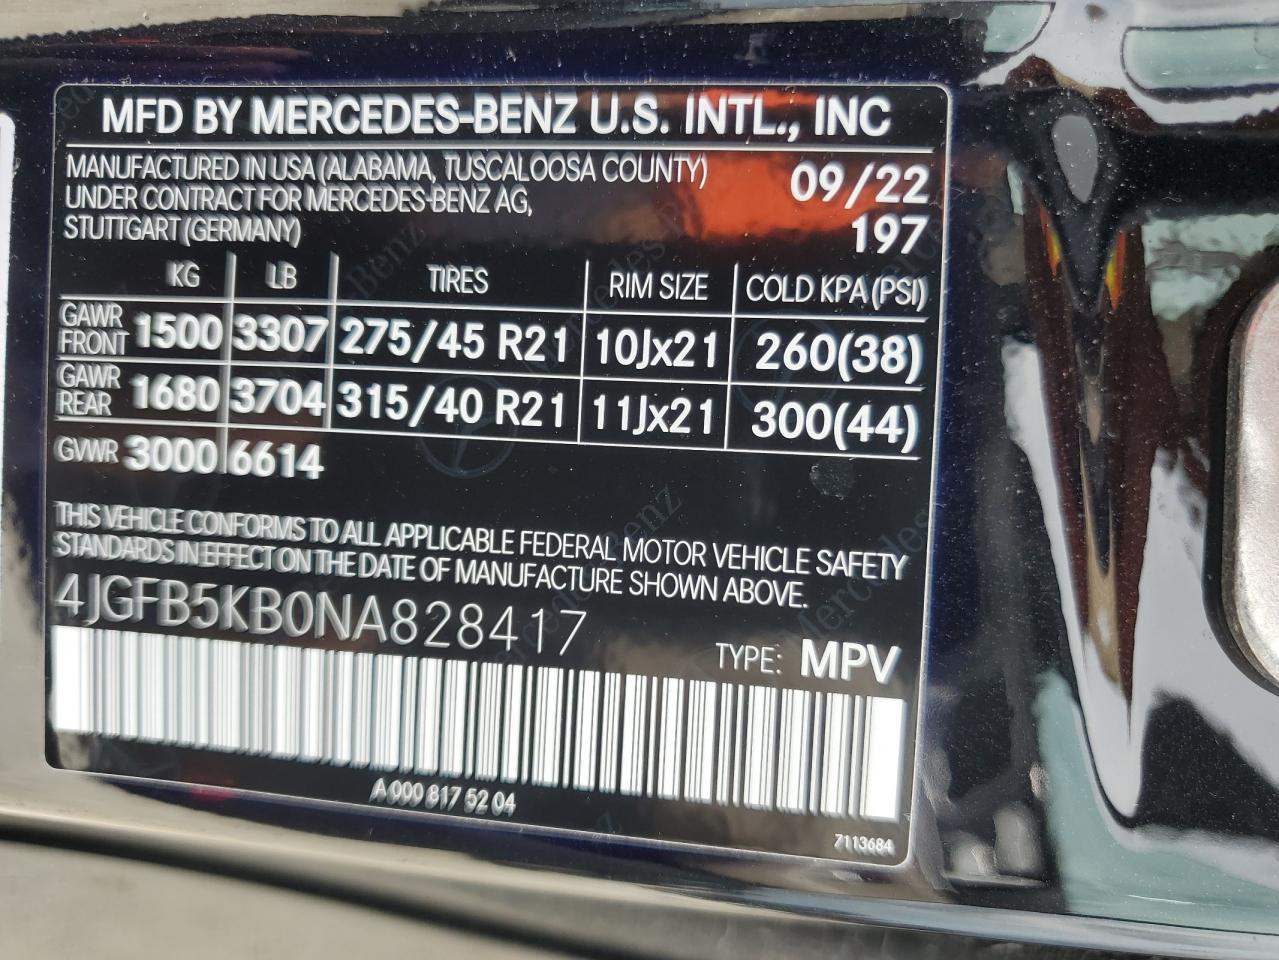 MFD BY MERCEDES-BENZ U.S. INTL., INC
MANUFACTURED IN USA (ALABAMA, TUSCALOOSA COUNTY) 09/22
UNDER CONTRACT FOR MERCEDES-BENZ AG,
STUTTGART (GERMANY) 197
KG LB TIRES RIM SIZE COLD KPA (PSI)
GAWR FRONT 1500 3307 275/45 R21 10Jx21 260(38)
GAWR REAR 1680 3704 315/40 R21 11Jx21 300(44)
GVWR 3000 6614
THIS VEHICLE CONFORMS TO ALL APPLICABLE FEDERAL MOTOR VEHICLE SAFETY
STANDARDS IN EFFECT ON THE DATE OF MANUFACTURE SHOWN ABOVE.
4JGFB5KB0NA828417
TYPE: MPV
A 000 817 52 04
7113684